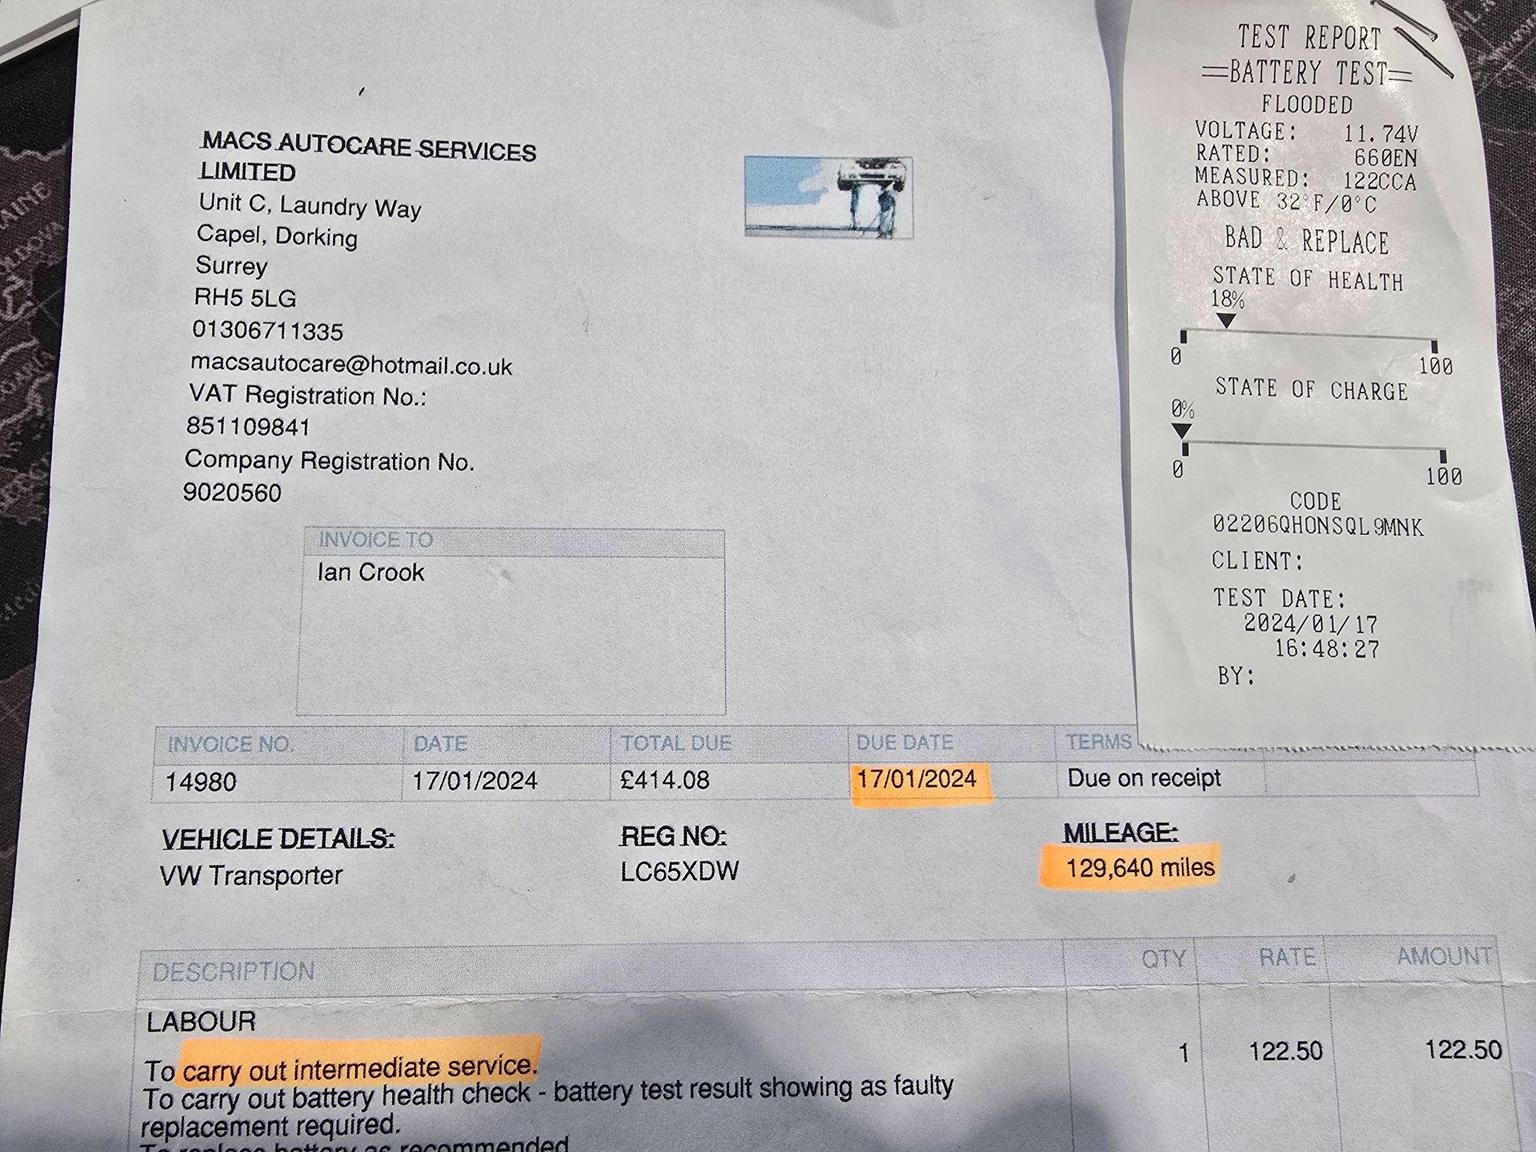 MACS AUTOCARE SERVICES
LIMITED
Unit C, Laundry Way
Capel, Dorking
Surrey
RH5 5LG
01306711335
macsautocare@hotmail.co.uk
VAT Registration No.:
851109841
Company Registration No.
9020560
INVOICE TO
Ian Crook
TEST REPORT
=BATTERY TEST=
FLOODED
VOLTAGE: 11.74V
RATED: 660EN
MEASURED: 122CCA
ABOVE 32°F/0°C
BAD & REPLACE
STATE OF HEALTH
18%
0 100
STATE OF CHARGE
0%
0 100
CODE
02206QHONSQL9MNK
CLIENT:
TEST DATE:
2024/01/17
16:48:27
BY:
INVOICE NO. DATE TOTAL DUE DUE DATE TERMS
14980 17/01/2024 £414.08 17/01/2024 Due on receipt
VEHICLE DETAILS: REG NO: MILEAGE:
VW Transporter LC65XDW 129,640 miles
DESCRIPTION QTY RATE AMOUNT
LABOUR
To carry out intermediate service. 1 122.50 122.50
To carry out battery health check - battery test result showing as faulty
replacement required.
To replace battery as recommended